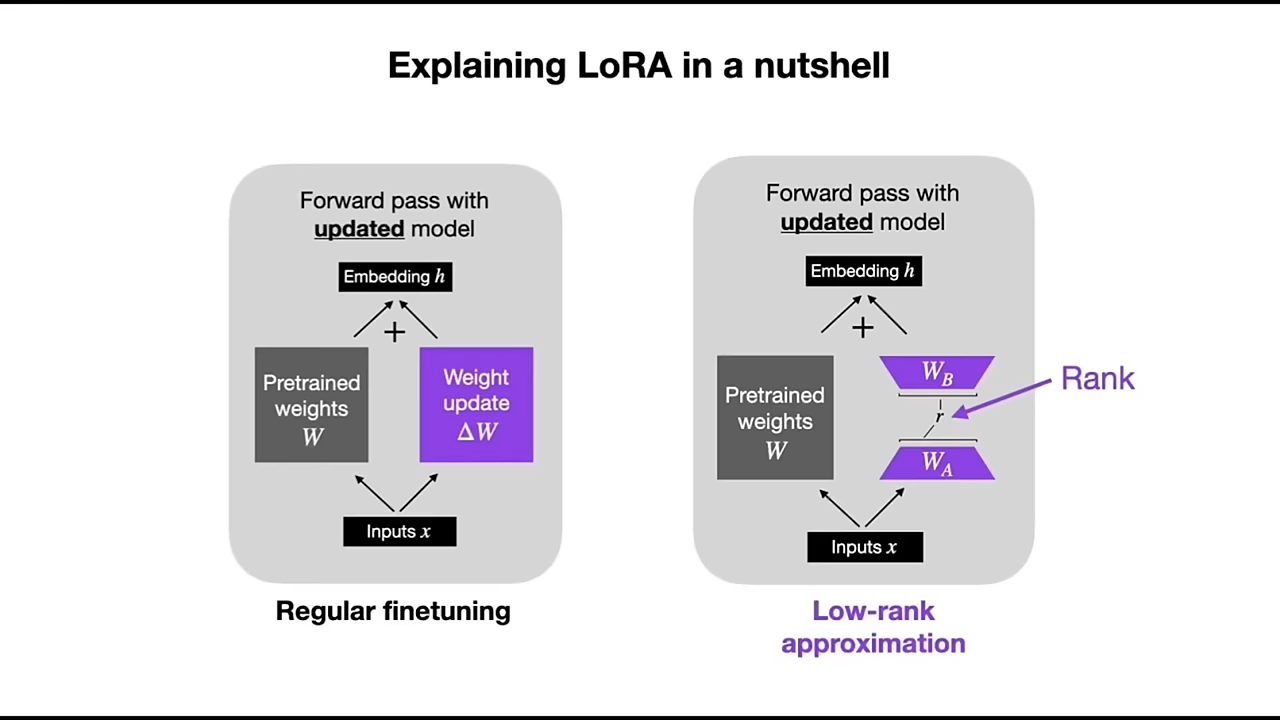 Explaining LoRA in a nutshell
Forward pass with
updated model
Embedding h
+
Pretrained
weights
W
Weight
update
ΔW
Inputs x
Regular finetuning
Forward pass with
updated model
Embedding h
+
Pretrained
weights
W
W_B
r
W_A
Rank
Inputs x
Low-rank
approximation